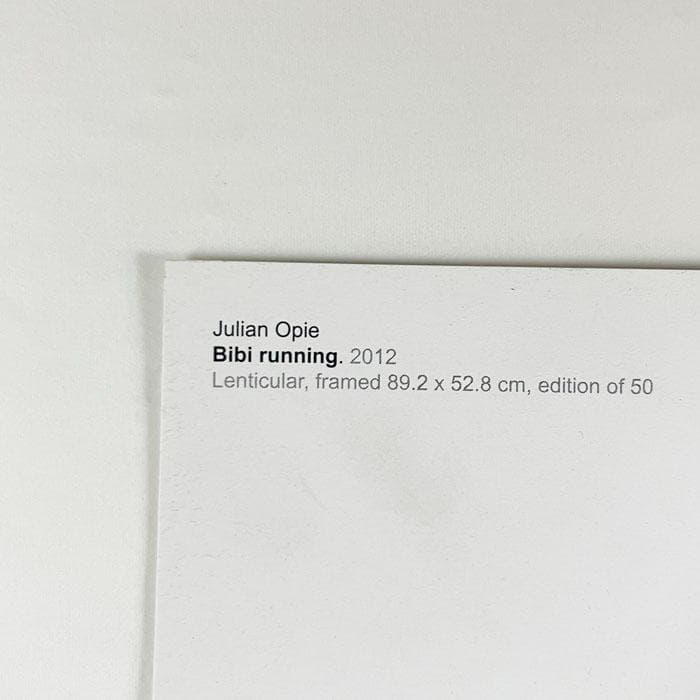 Julian Opie
Bibi running. 2012
Lenticular, framed 89.2 x 52.8 cm, edition of 50